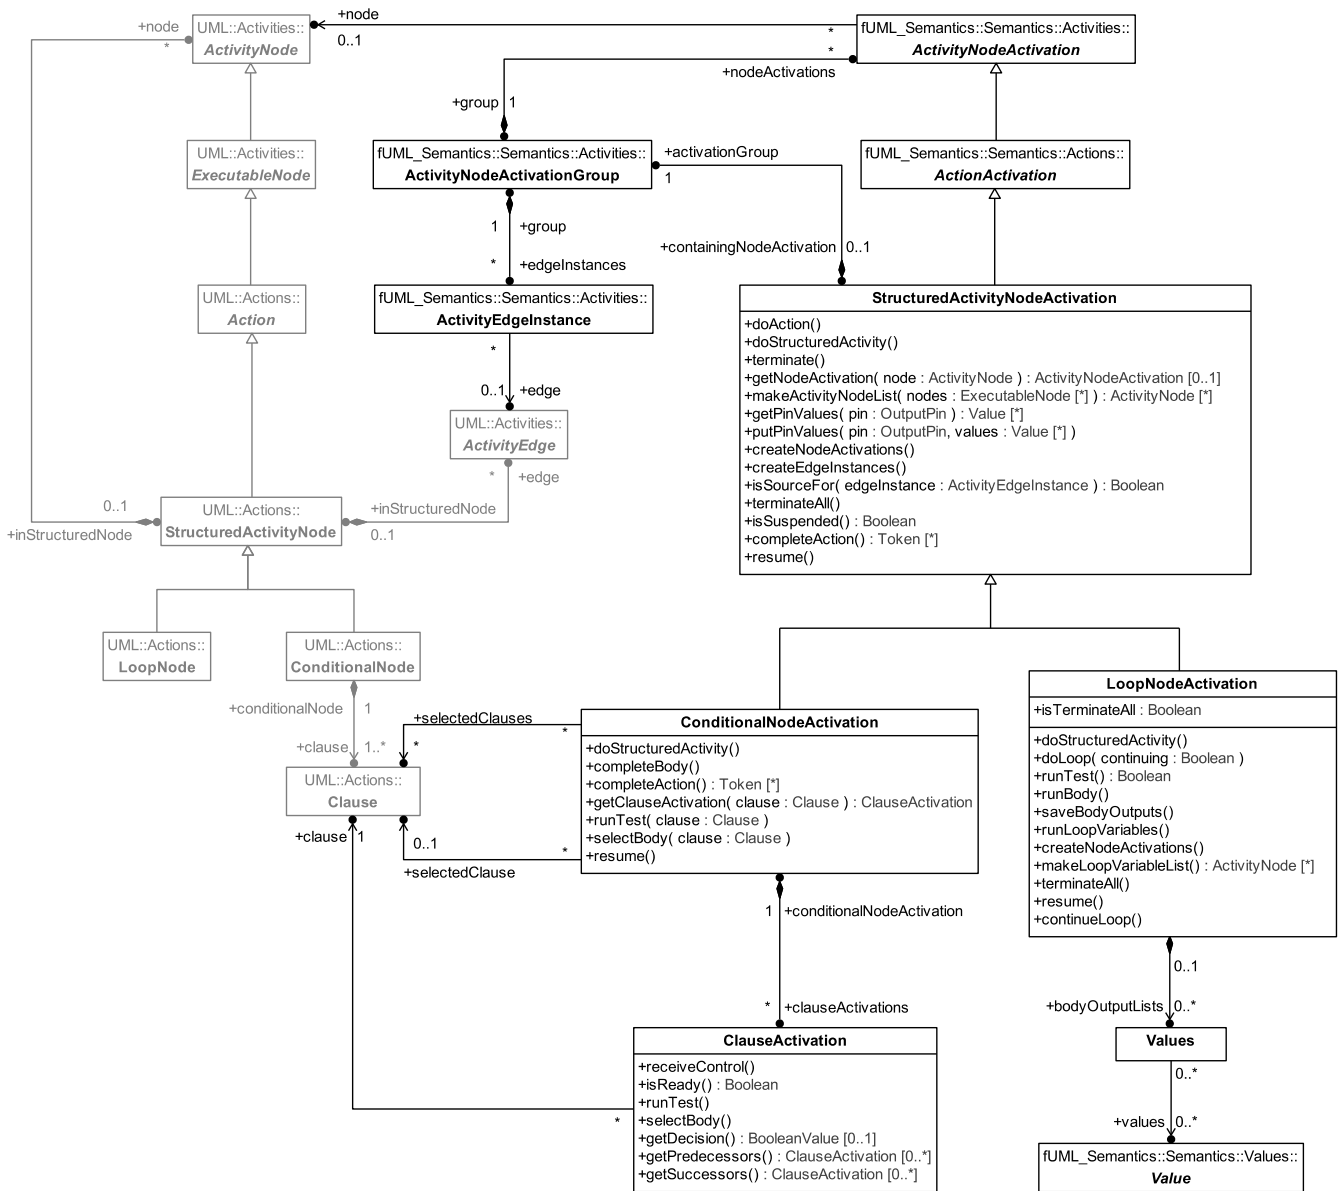 +node
*
UML::Activities::
ActivityNode
+node
0..1
*
*
fUML_Semantics::Semantics::Activities::
ActivityNodeActivation
+nodeActivations
+group
1
UML::Activities::
ExecutableNode
fUML_Semantics::Semantics::Activities::
ActivityNodeActivationGroup
+activationGroup
1
fUML_Semantics::Semantics::Actions::
ActionActivation
1
+group
*
+edgeInstances
+containingNodeActivation
0..1
UML::Actions::
Action
fUML_Semantics::Semantics::Activities::
ActivityEdgeInstance
*
0..1
+edge
UML::Activities::
ActivityEdge
*
+edge
StructuredActivityNodeActivation
+doAction()
+doStructuredActivity()
+terminate()
+getNodeActivation( node : ActivityNode ) : ActivityNodeActivation [0..1]
+makeActivityNodeList( nodes : ExecutableNode [*] ) : ActivityNode [*]
+getPinValues( pin : OutputPin ) : Value [*]
+putPinValues( pin : OutputPin, values : Value [*] )
+createNodeActivations()
+createEdgeInstances()
+isSourceFor( edgeInstance : ActivityEdgeInstance ) : Boolean
+terminateAll()
+isSuspended() : Boolean
+completeAction() : Token [*]
+resume()
0..1
+inStructuredNode
UML::Actions::
StructuredActivityNode
+inStructuredNode
0..1
UML::Actions::
LoopNode
UML::Actions::
ConditionalNode
+conditionalNode
1
+clause
1..*
UML::Actions::
Clause
+selectedClauses
*
*
+clause
1
0..1
*
+selectedClause
ConditionalNodeActivation
+doStructuredActivity()
+completeBody()
+completeAction() : Token [*]
+getClauseActivation( clause : Clause ) : ClauseActivation
+runTest( clause : Clause )
+selectBody( clause : Clause )
+resume()
LoopNodeActivation
+isTerminateAll : Boolean
+doStructuredActivity()
+doLoop( continuing : Boolean )
+runTest() : Boolean
+runBody()
+saveBodyOutputs()
+runLoopVariables()
+createNodeActivations()
+makeLoopVariableList() : ActivityNode [*]
+terminateAll()
+resume()
+continueLoop()
1
+conditionalNodeActivation
*
+clauseActivations
0..1
+bodyOutputLists
0..*
ClauseActivation
+receiveControl()
+isReady() : Boolean
+runTest()
+selectBody()
+getDecision() : BooleanValue [0..1]
+getPredecessors() : ClauseActivation [0..*]
+getSuccessors() : ClauseActivation [0..*]
*
Values
0..*
+values
0..*
fUML_Semantics::Semantics::Values::
Value